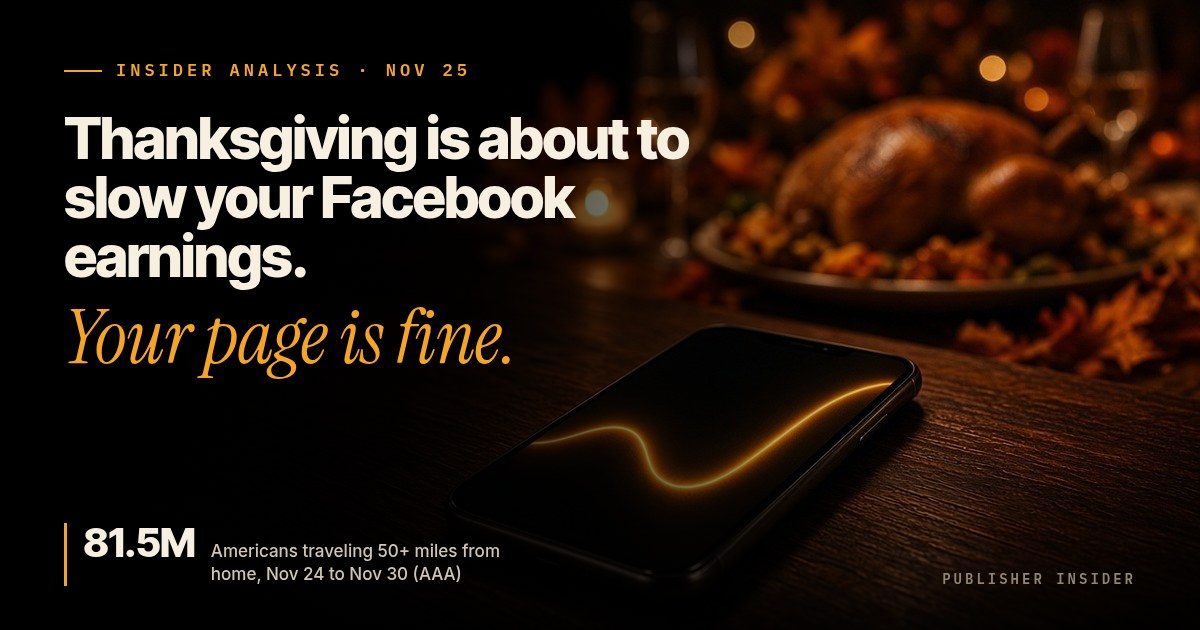 INSIDER ANALYSIS · NOV 25
Thanksgiving is about to
slow your Facebook
earnings.
Your page is fine.
81.5M
Americans traveling 50+ miles from
home, Nov 24 to Nov 30 (AAA)
PUBLISHER INSIDER